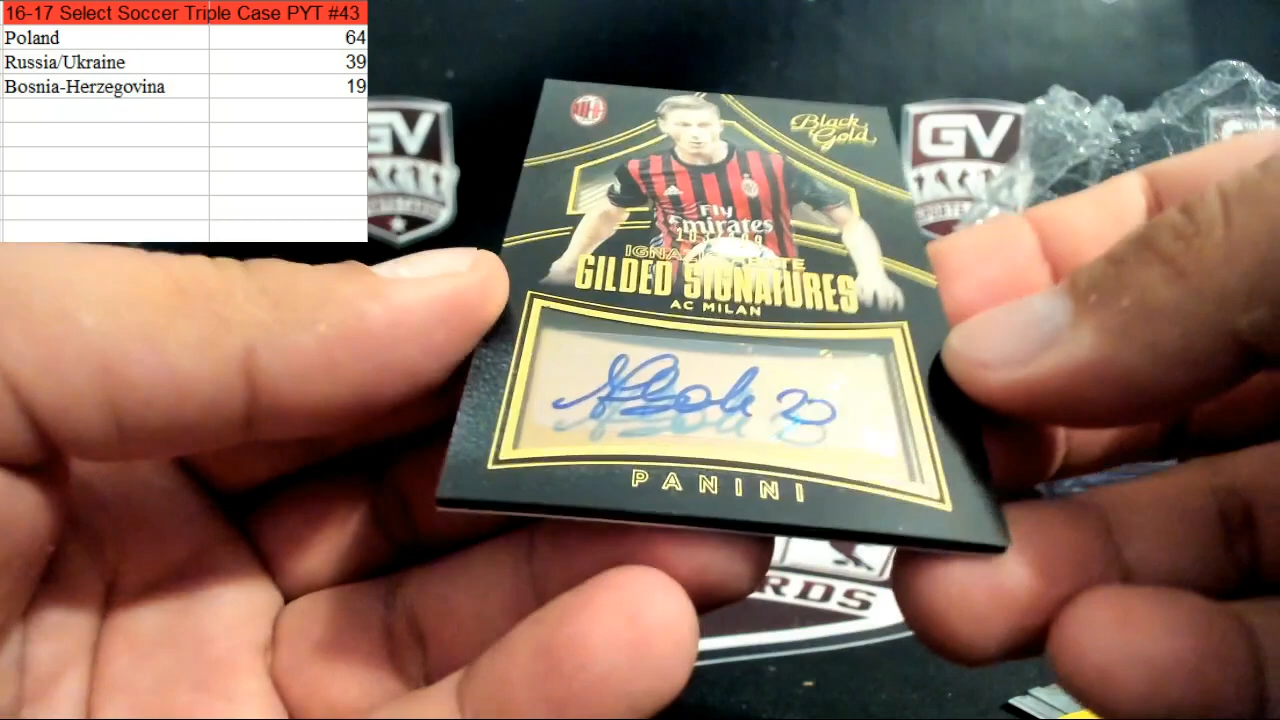 16-17 Select Soccer Triple Case PYT #43
Poland 64
Russia/Ukraine 39
Bosnia-Herzegovina 19
GV
GV
Black Gold
Fly Emirates
GILDED SIGNATURES
AC MILAN
20
PANINI
RDS